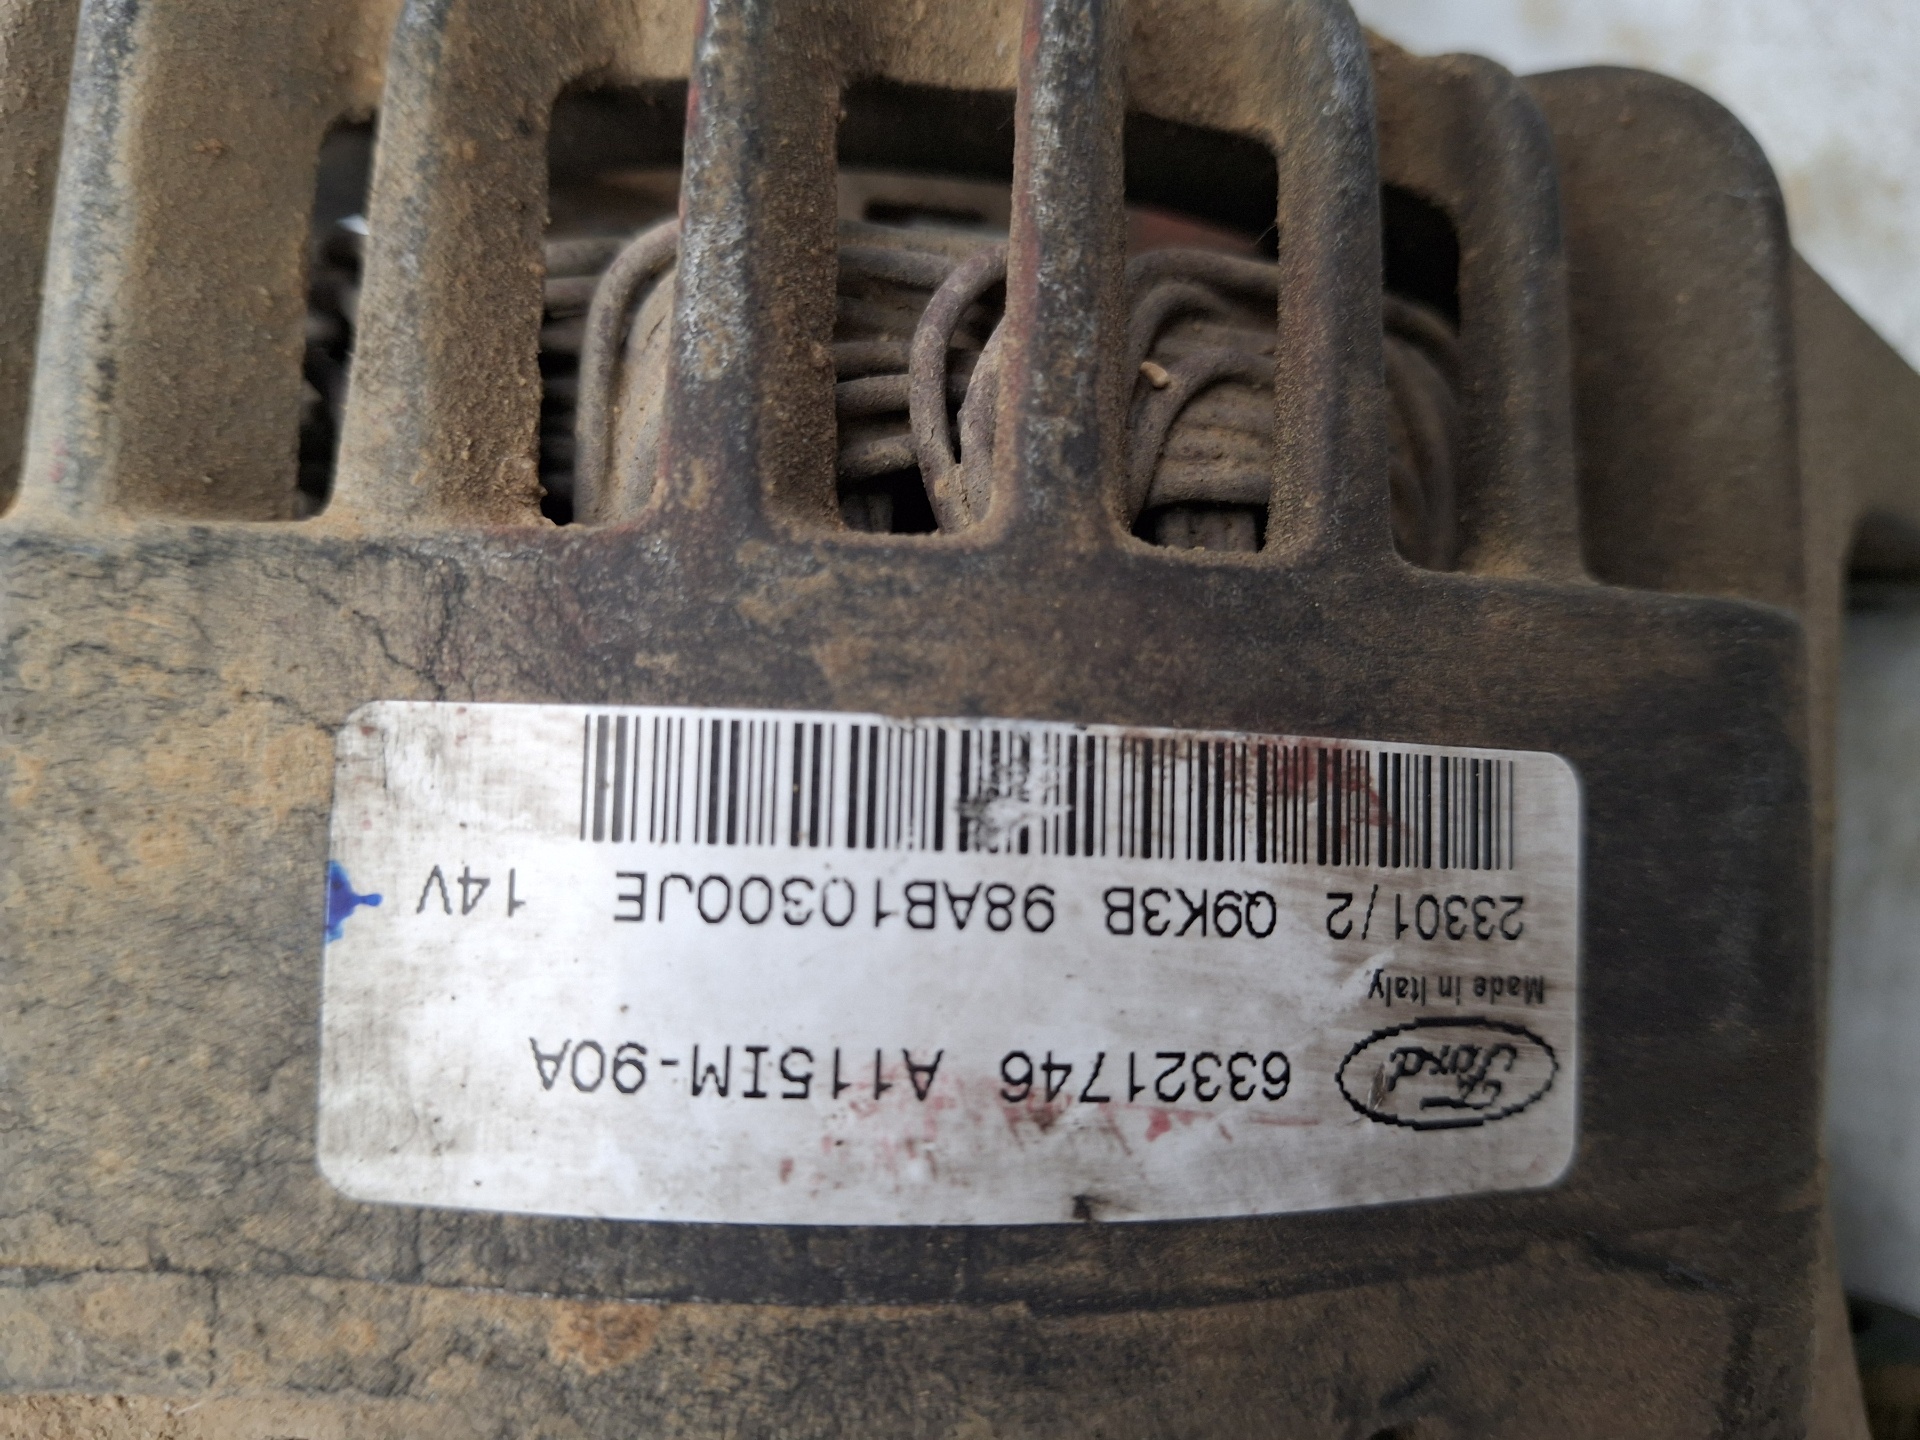 Ford 63321746 A115IM-90A
Made in Italy.
23301/2 Q9K3B 98AB10300JE 14V